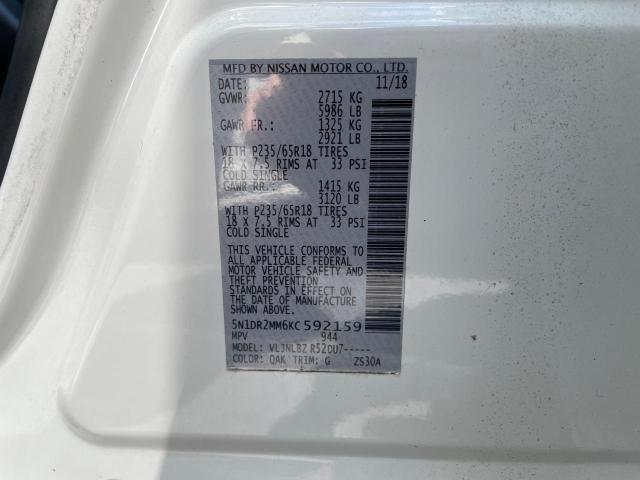 MFD BY NISSAN MOTOR CO., LTD.
DATE: 11/18
GVWR: 2715 KG
5986 LB
GAWR FR.: 1325 KG
2921 LB
WITH P235/65R18 TIRES
18 X 7.5 RIMS AT 33 PSI
COLD SINGLE
GAWR RR.: 1415 KG
3120 LB
WITH P235/65R18 TIRES
18 X 7.5 RIMS AT 33 PSI
COLD SINGLE
THIS VEHICLE CONFORMS TO
ALL APPLICABLE FEDERAL
MOTOR VEHICLE SAFETY AND
THEFT PREVENTION
STANDARDS IN EFFECT ON
THE DATE OF MANUFACTURE
SHOWN ABOVE.
5N1DR2MM6KC592159
MPV 944
MODEL: VLJNLBZ R520U7-----
COLOR: QAK TRIM: G ZS30A